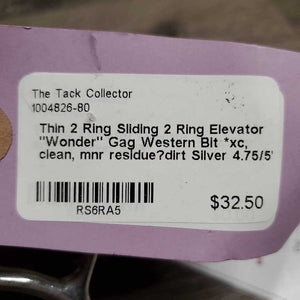 The Tack Collector
1004826-80
Thin 2 Ring Sliding 2 Ring Elevator
"Wonder" Gag Western Bit *xc,
clean, mnr residue?dirt Silver 4.75/5'
RS6RA5
$32.50